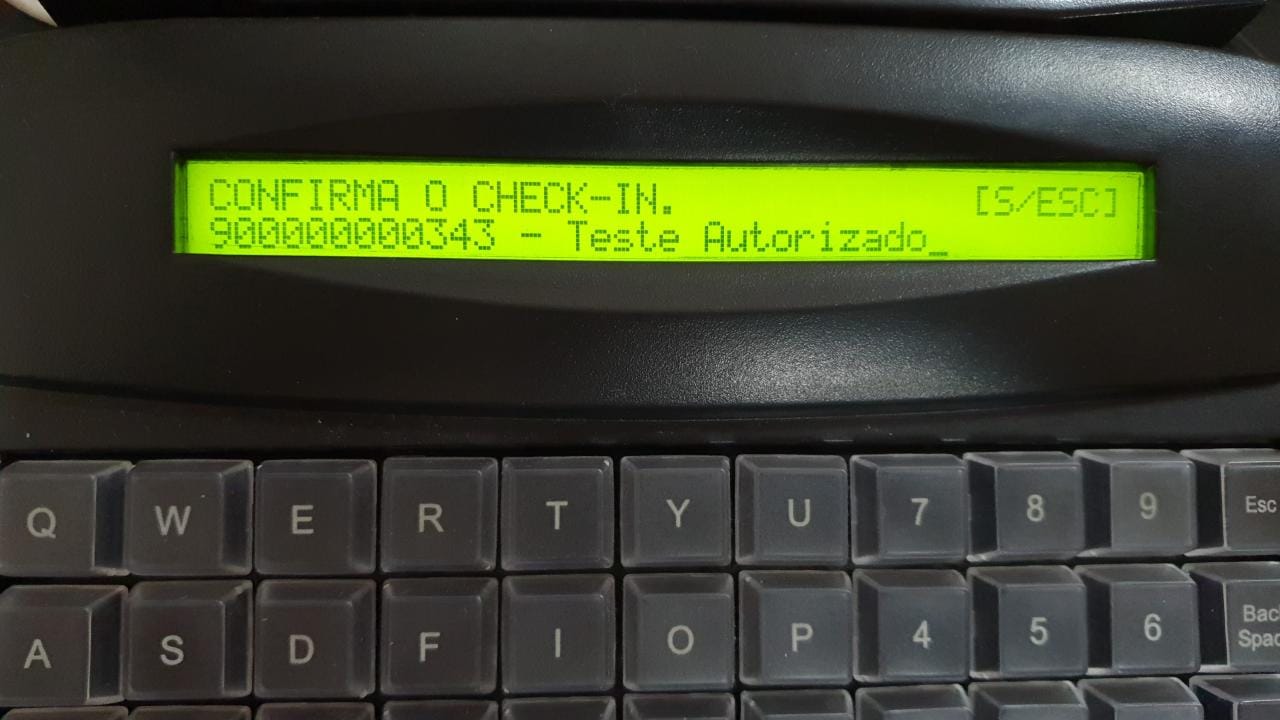 CONFIRMA O CHECK-IN. [S/ESC]
900000000343 - Teste Autorizado_
Q W E R T Y U 7 8 9 Esc
A S D F I O P 4 5 6